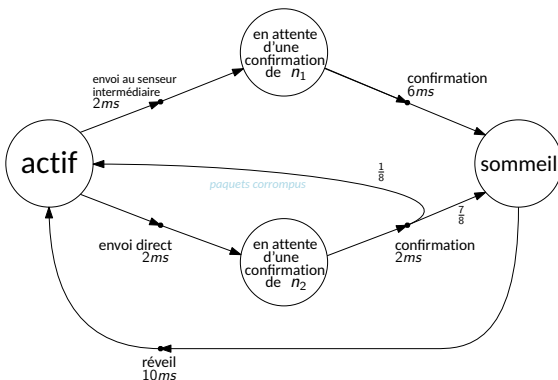 en attente
d'une
confirmation
de n₁
envoi au senseur
intermédiaire
2ms
confirmation
6ms
actif
sommeil
1/8
paquets corrompus
7/8
envoi direct
2ms
en attente
d'une
confirmation
de n₂
confirmation
2ms
réveil
10ms